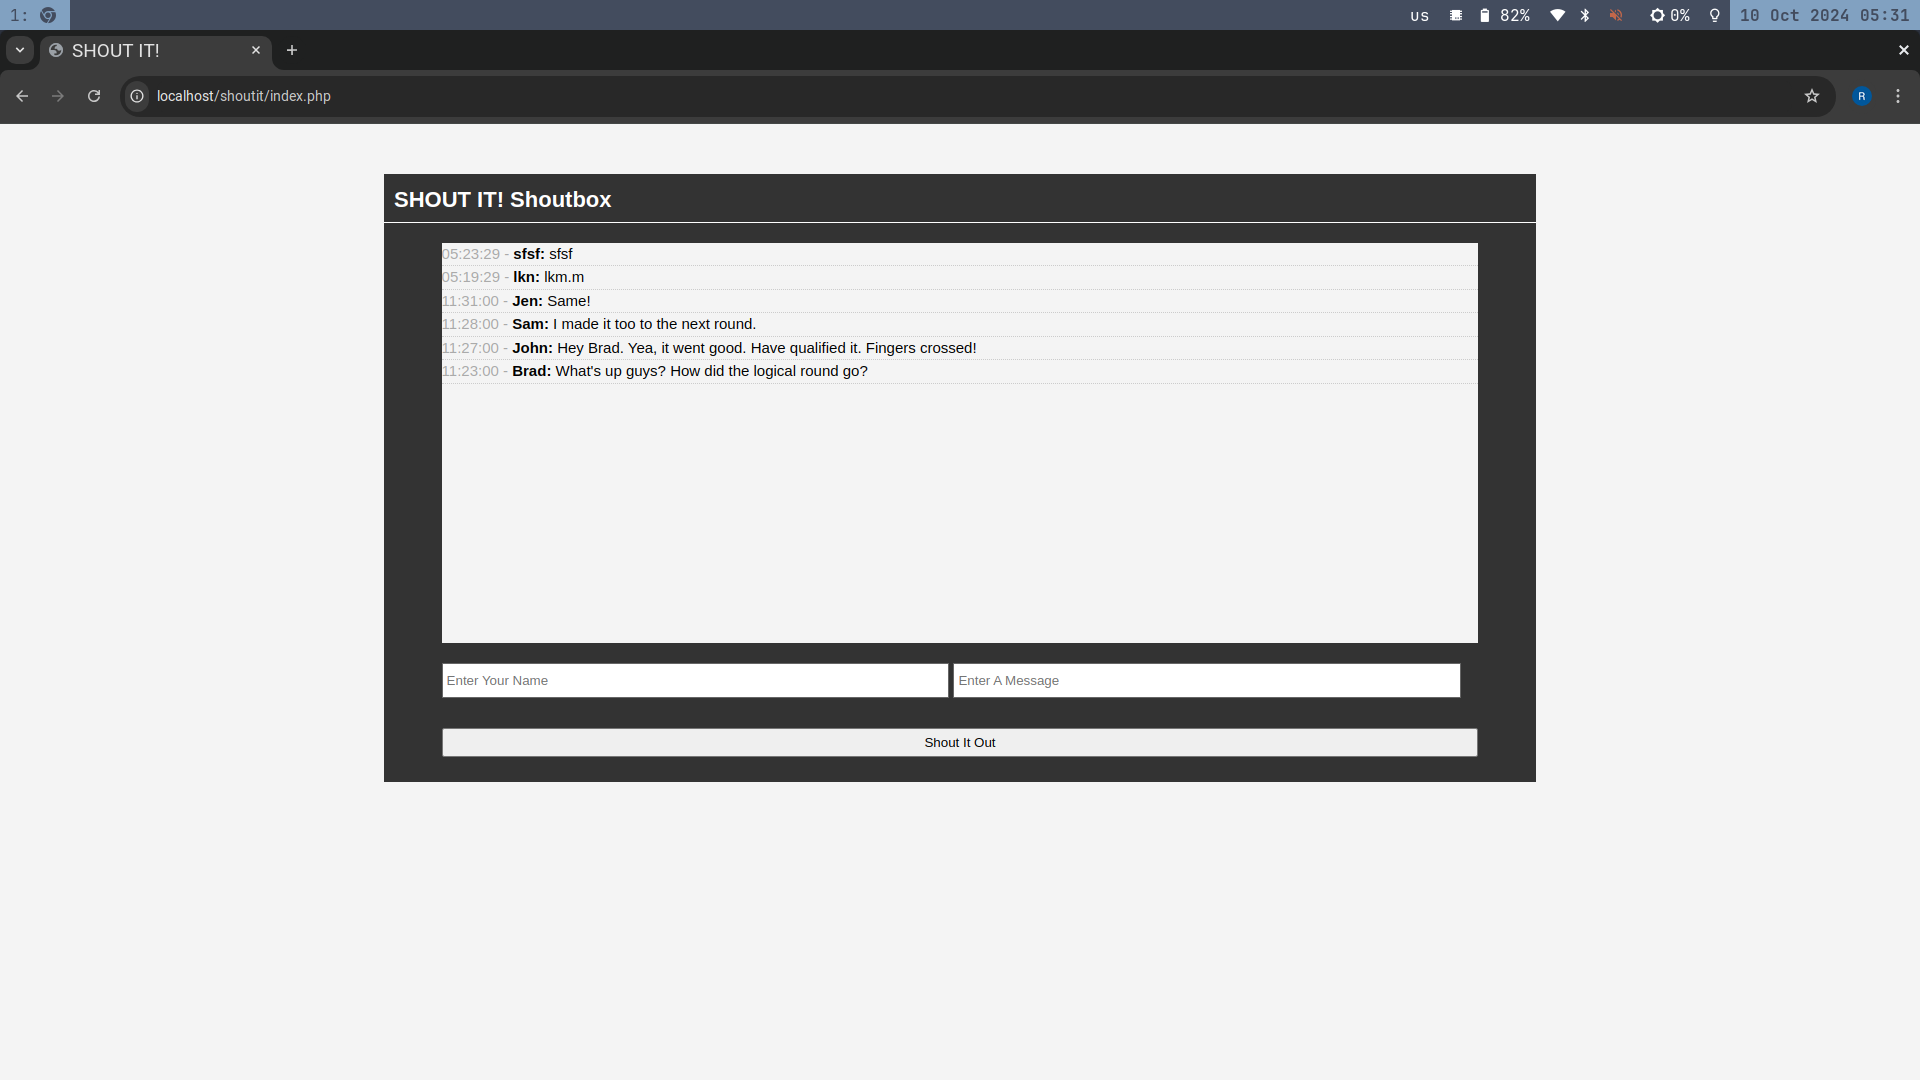 1:
us 82% 0% 10 Oct 2024 05:31
SHOUT IT!
localhost/shoutit/index.php
R
SHOUT IT! Shoutbox
05:23:29 - sfsf: sfsf
05:19:29 - lkn: lkm.m
11:31:00 - Jen: Same!
11:28:00 - Sam: I made it too to the next round.
11:27:00 - John: Hey Brad. Yea, it went good. Have qualified it. Fingers crossed!
11:23:00 - Brad: What's up guys? How did the logical round go?
Enter Your Name
Enter A Message
Shout It Out